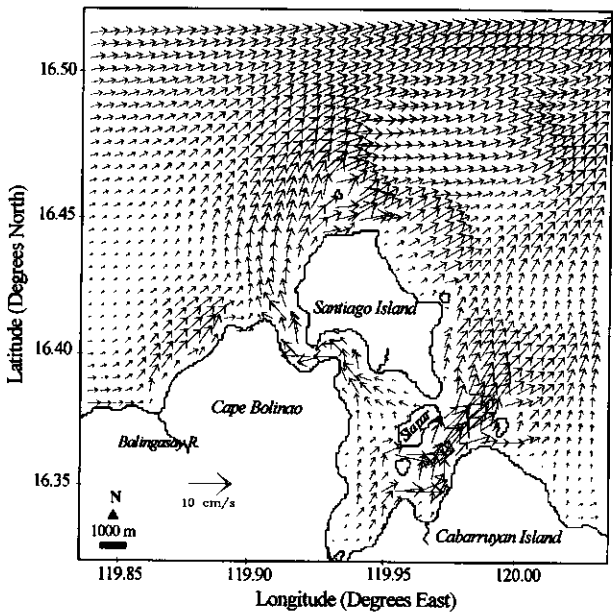 16.50
16.45
16.40
16.35
Latitude (Degrees North)
Santiago Island
Cape Bolinao
Siapar
Balingasay R.
10 cm/s
N
1000 m
Cabarruyan Island
119.85 119.90 119.95 120.00
Longitude (Degrees East)